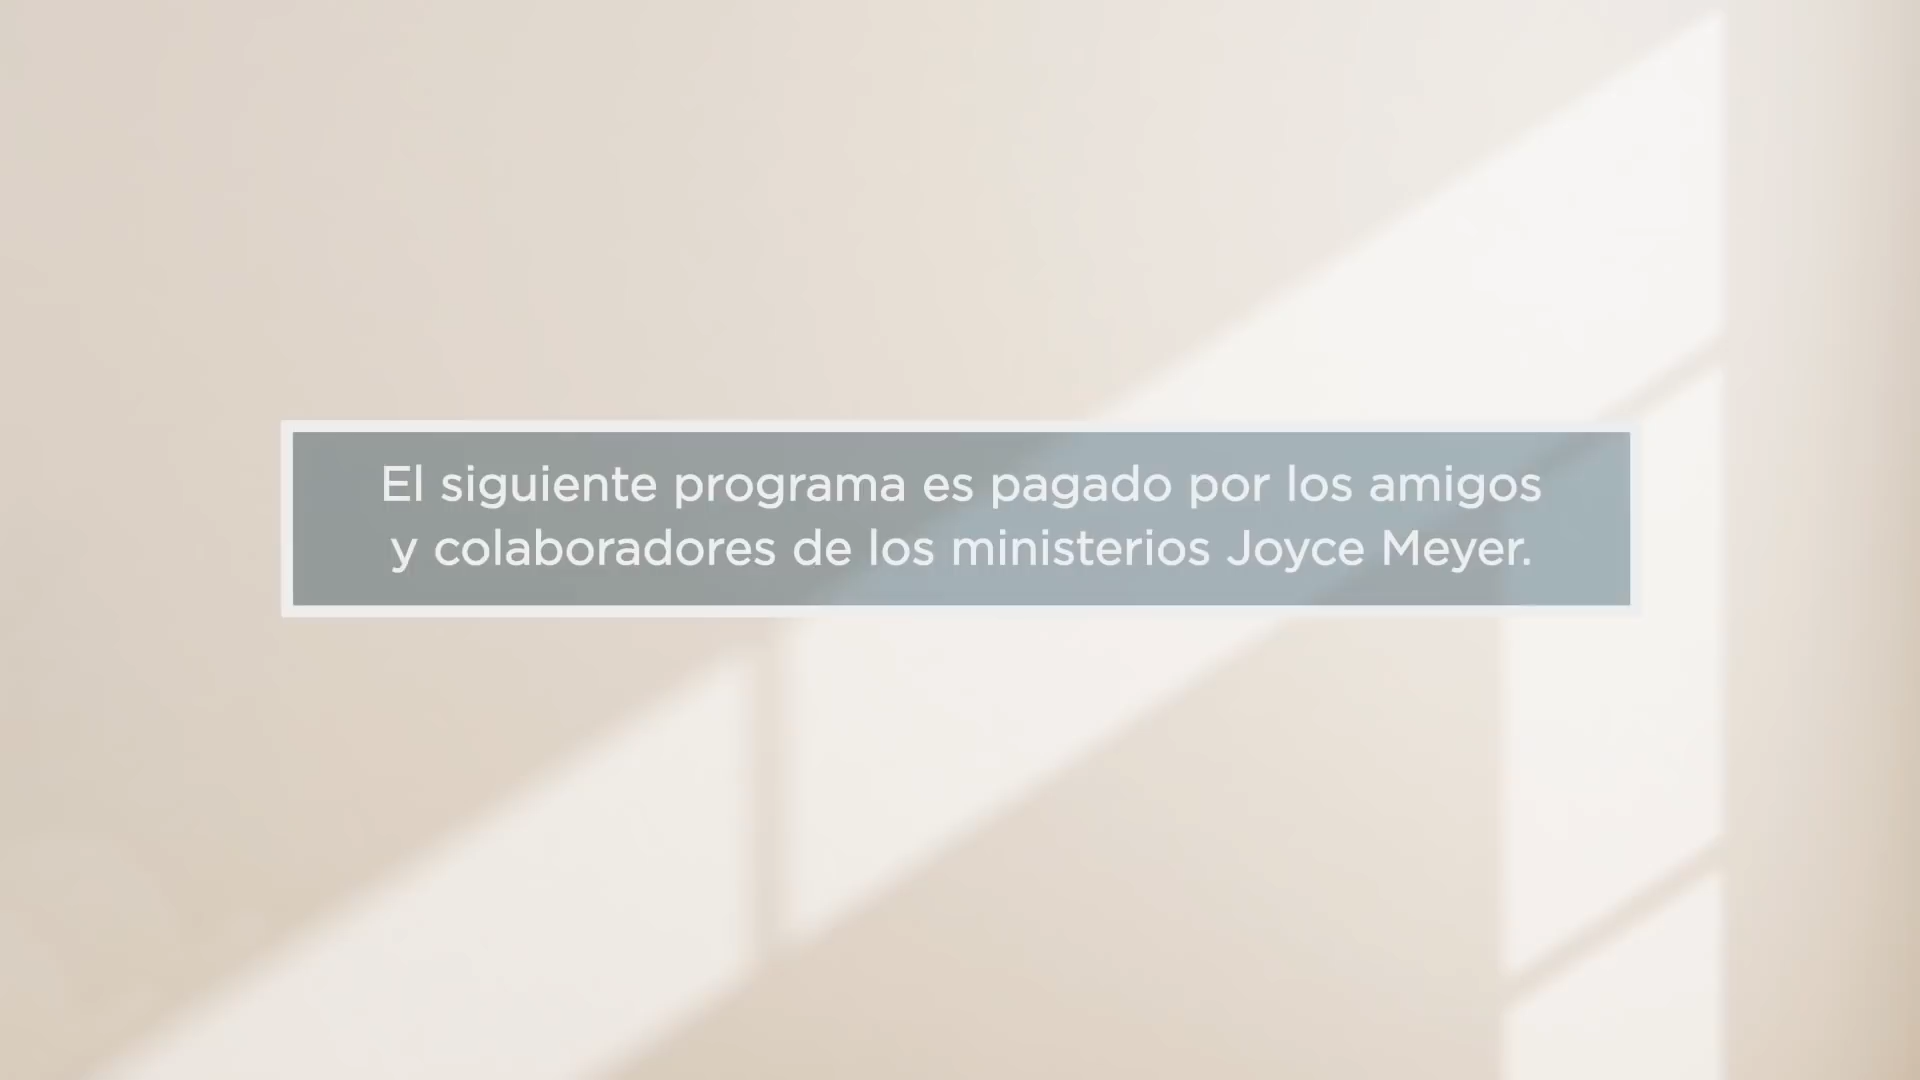 El siguiente programa es pagado por los amigos
y colaboradores de los ministerios Joyce Meyer.